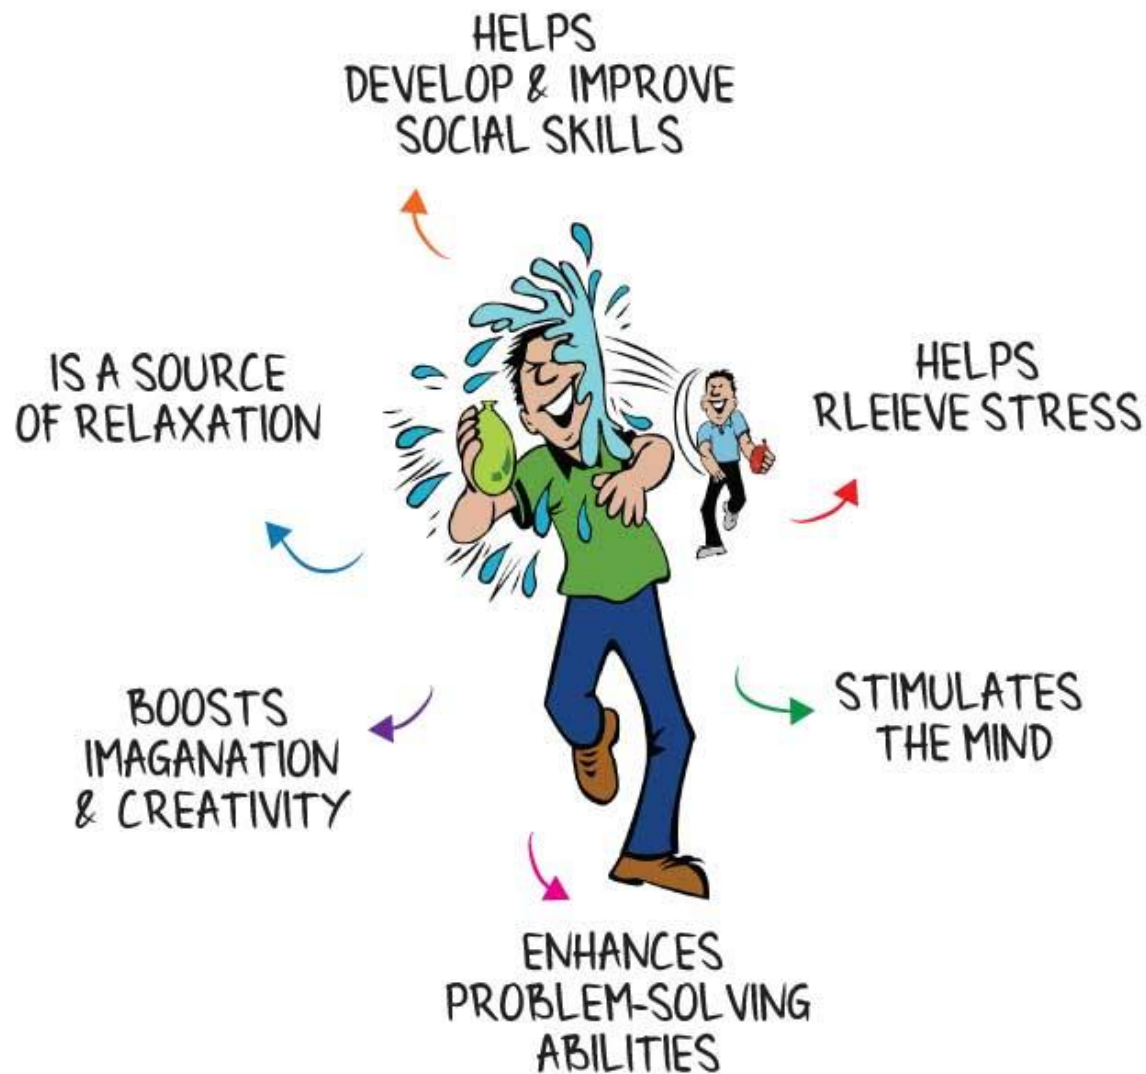 HELPS
DEVELOP & IMPROVE
SOCIAL SKILLS
IS A SOURCE
OF RELAXATION
HELPS
RLEIEVE STRESS
BOOSTS
IMAGANATION
& CREATIVITY
STIMULATES
THE MIND
ENHANCES
PROBLEM-SOLVING
ABILITIES